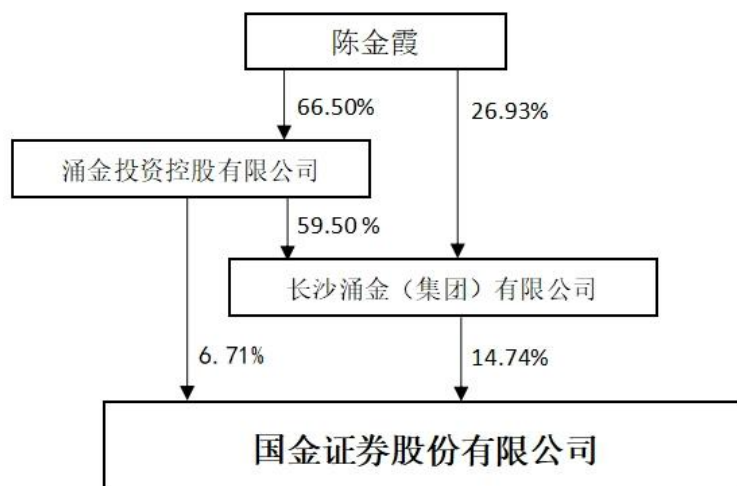 陈金霞
66.50%
26.93%
涌金投资控股有限公司
59.50 %
长沙涌金（集团）有限公司
6. 71%
14.74%
国金证券股份有限公司